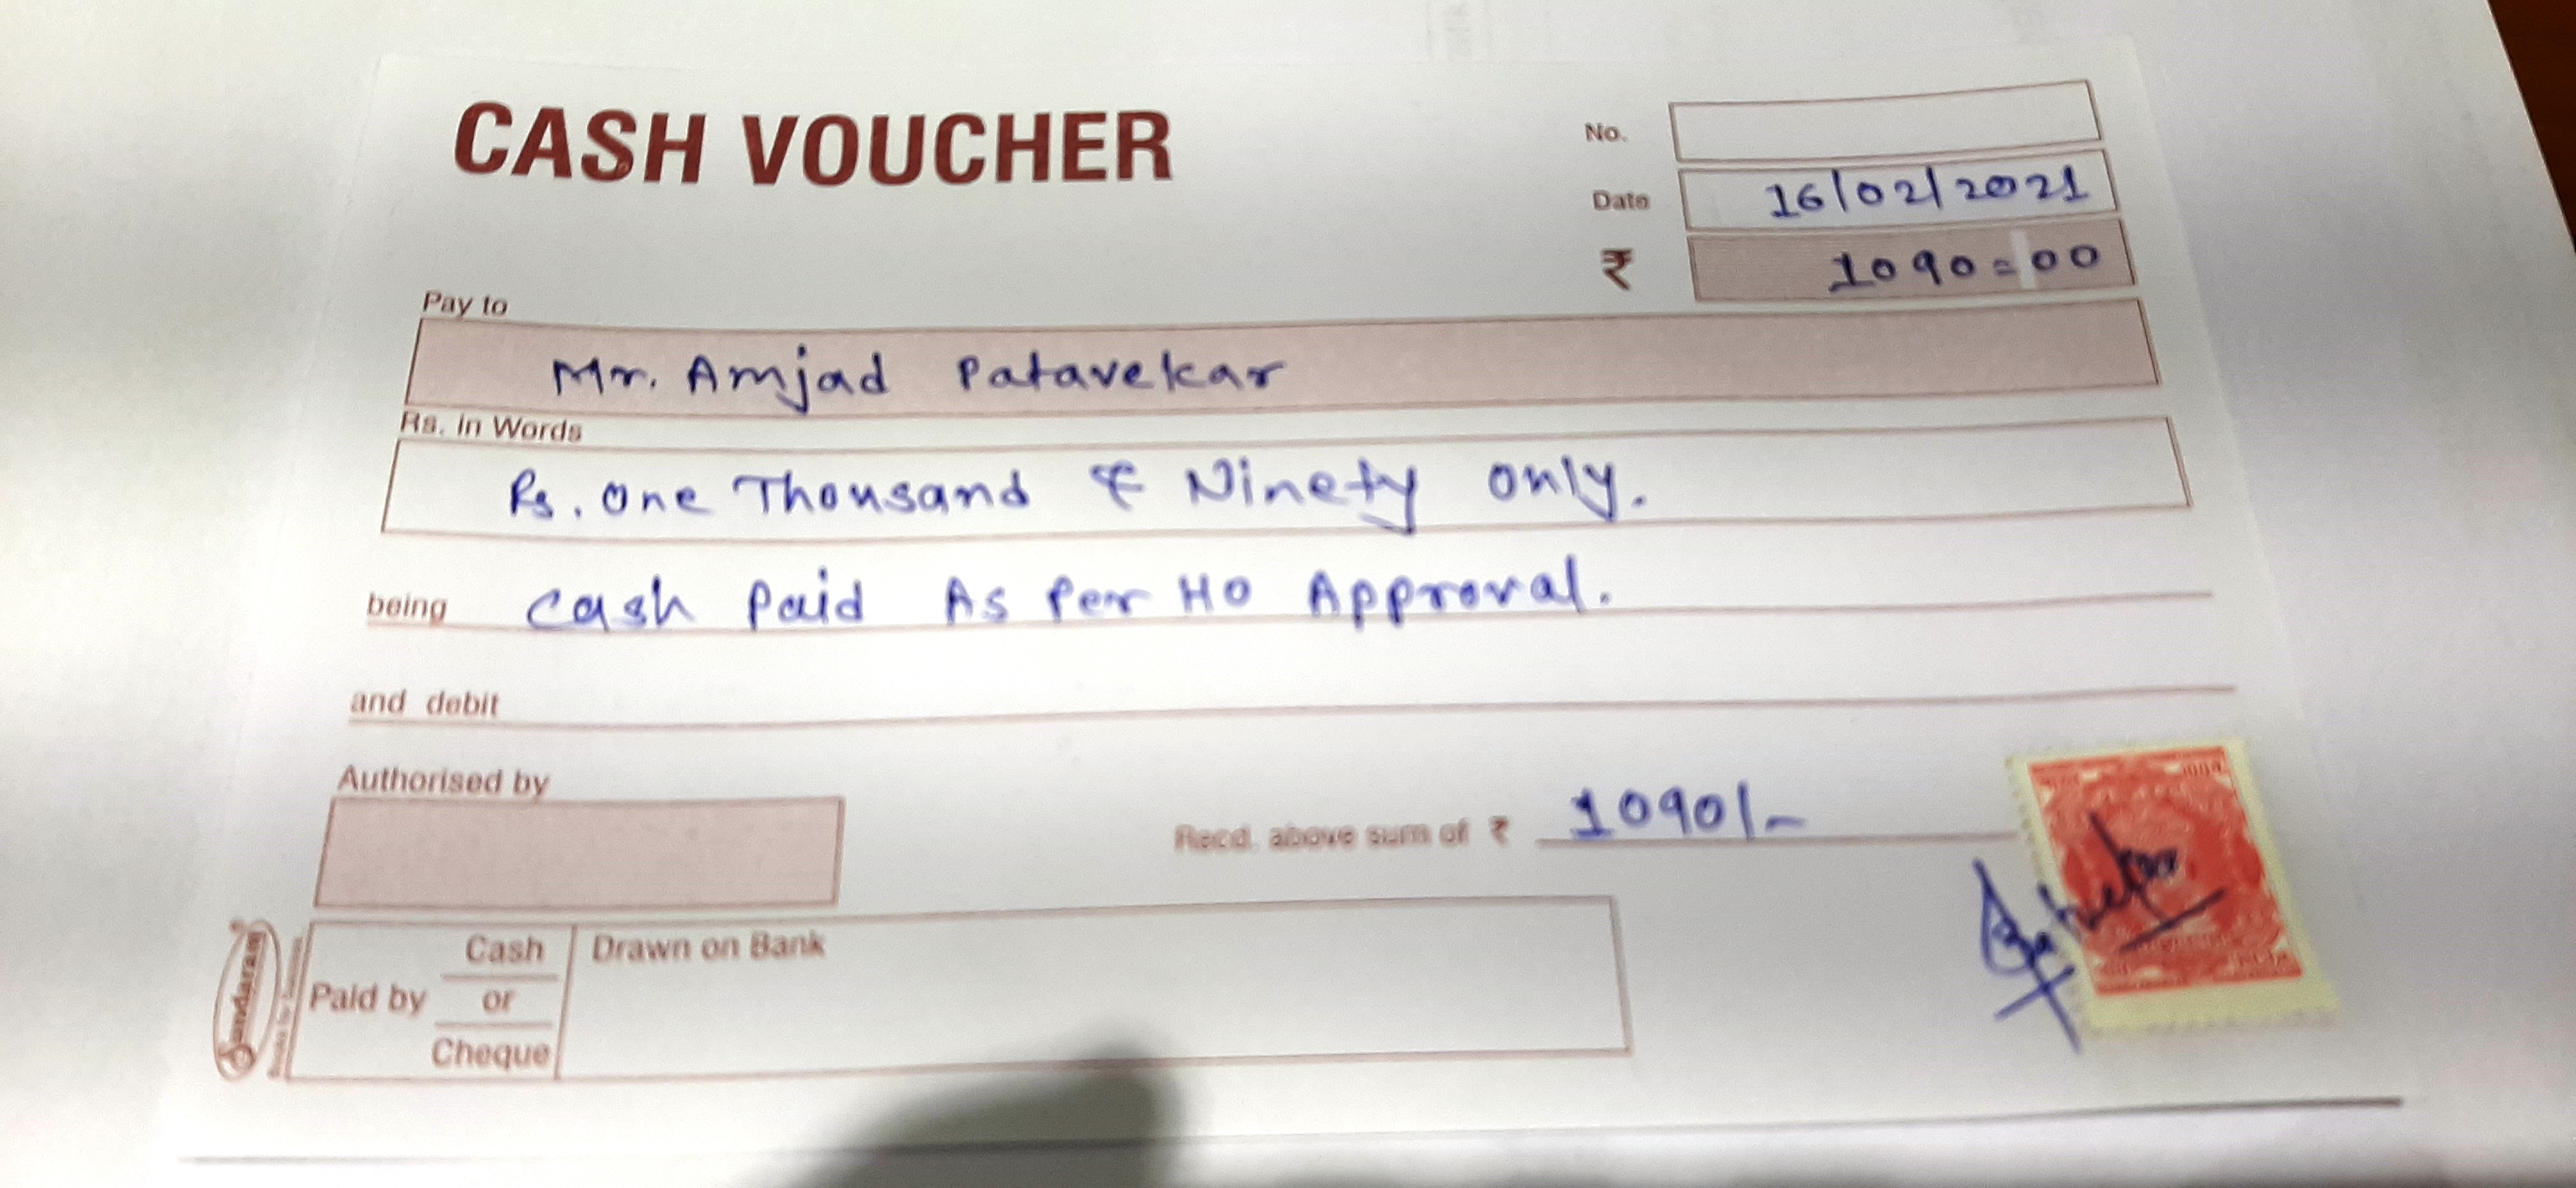 CASH VOUCHER
No.
Date 16/02/2021
₹ 1090=00
Pay to
Mr. Amjad Patavekar
Rs. in Words
Rs. One Thousand & Ninety only.
being Cash Paid As Per HO Approval.
and debit
Authorised by
Recd. above sum of ₹ 1090/-
Sundaram
Paid by Cash or Cheque
Drawn on Bank